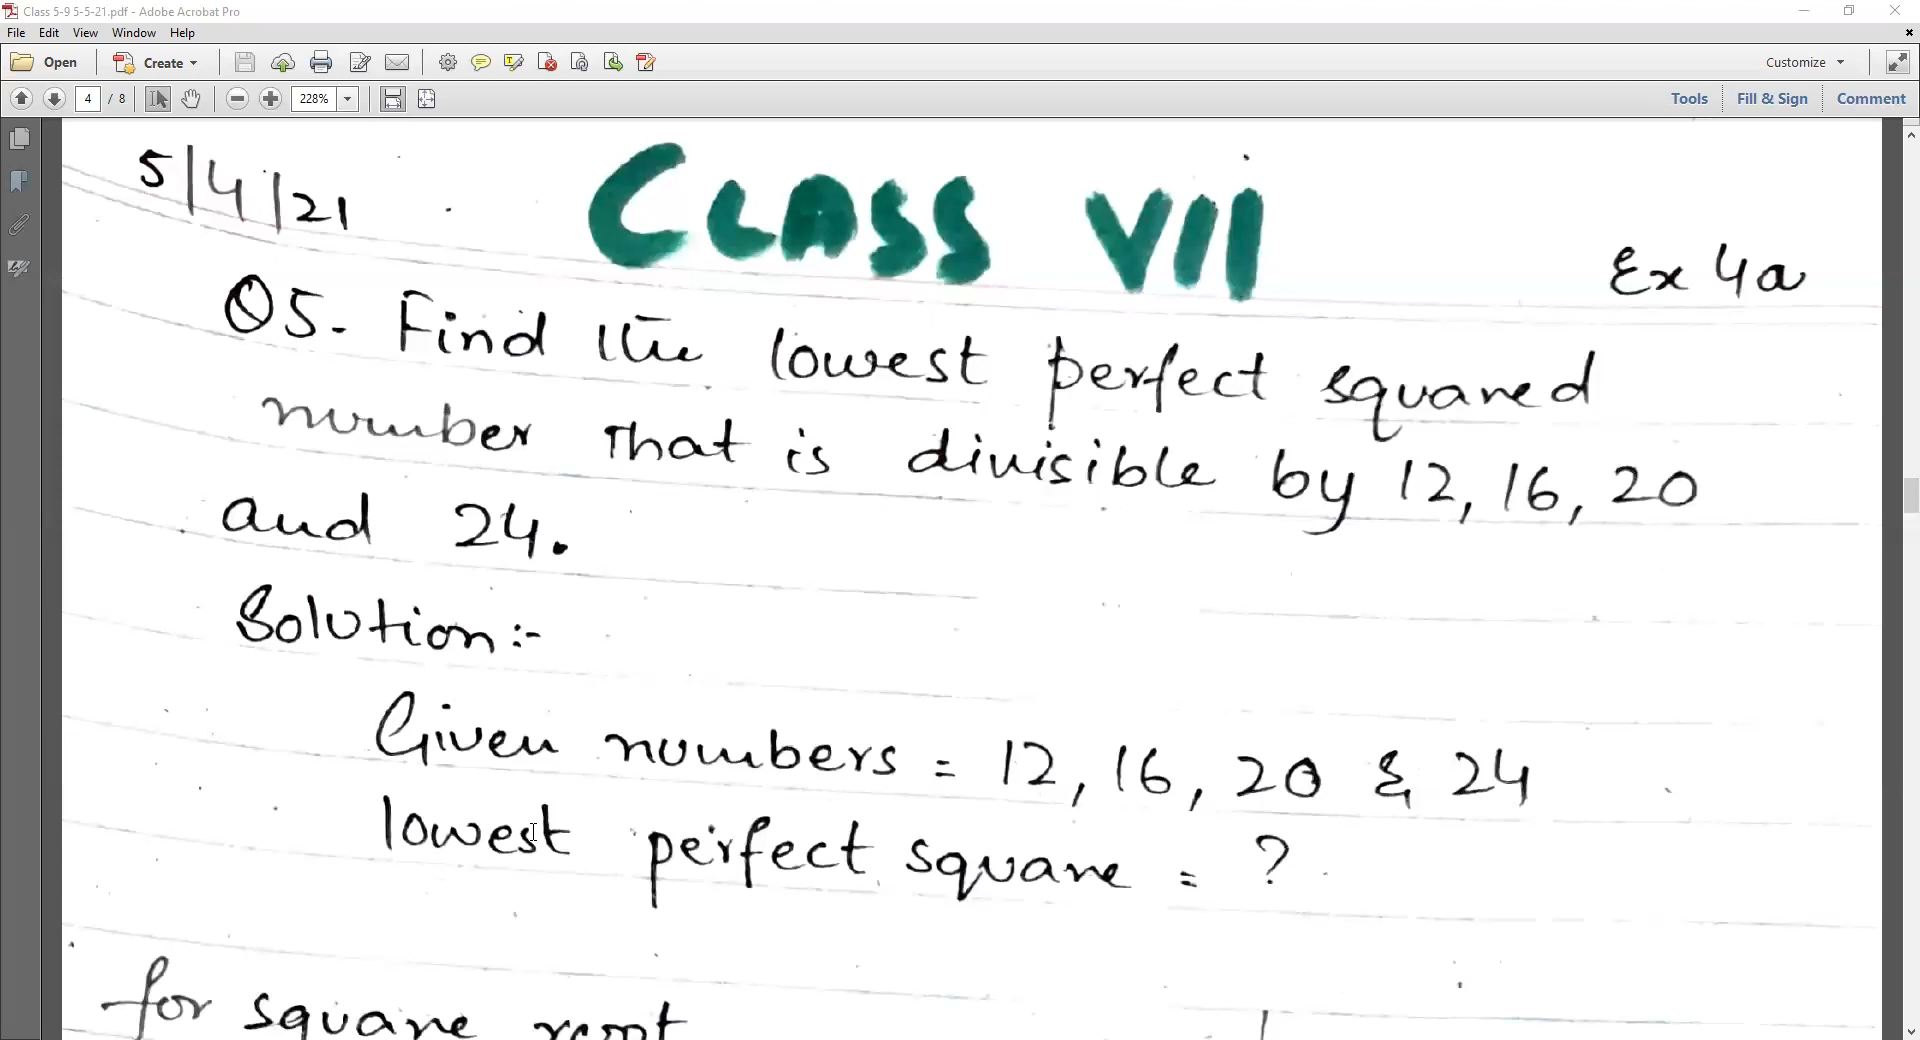 Class 5-9 5-5-21.pdf - Adobe Acrobat Pro
File Edit View Window Help
Open Create Customize
4 / 8 228% Tools Fill & Sign Comment
5/4/21 CLASS VII
Ex 4a
Q5. Find the lowest perfect squared
number that is divisible by 12, 16, 20
and 24.
Solution:-
Given numbers = 12, 16, 20 & 24
lowest perfect square = ?
for square root